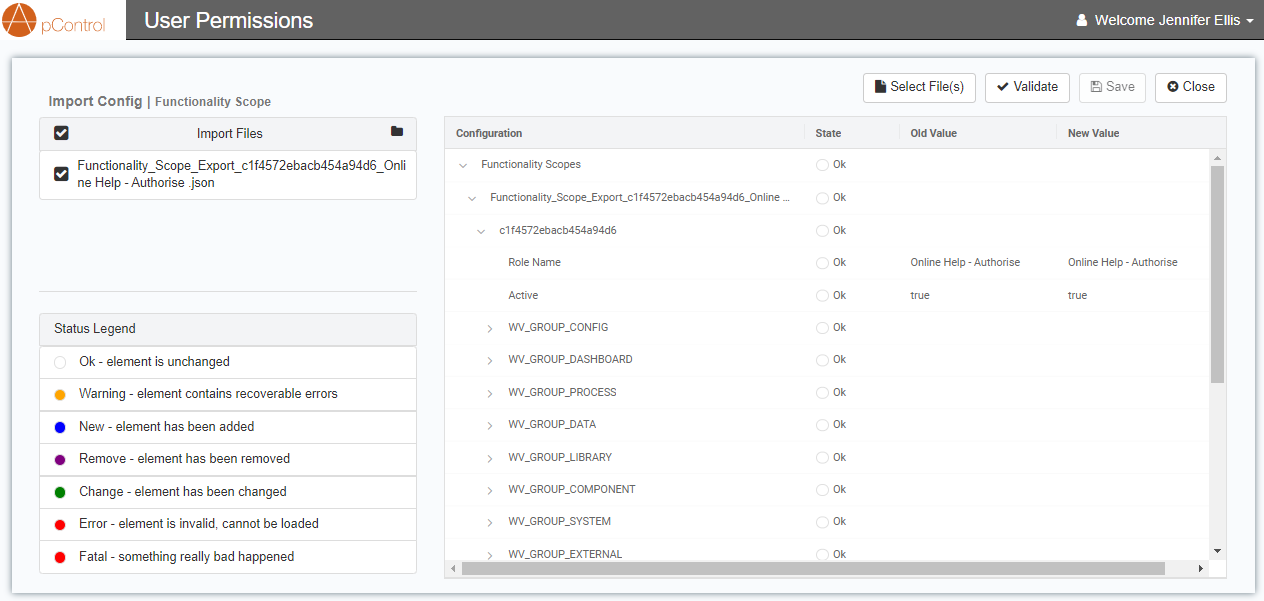 pControl
User Permissions
Welcome Jennifer Ellis
Select File(s)
Validate
Save
Close
Import Config | Functionality Scope
Import Files
Functionality_Scope_Export_c1f4572ebacb454a94d6_Onli
ne Help - Authorise .json
Status Legend
Ok - element is unchanged
Warning - element contains recoverable errors
New - element has been added
Remove - element has been removed
Change - element has been changed
Error - element is invalid, cannot be loaded
Fatal - something really bad happened
Configuration State Old Value New Value
Functionality Scopes Ok
Functionality_Scope_Export_c1f4572ebacb454a94d6_Online ... Ok
c1f4572ebacb454a94d6 Ok
Role Name Ok Online Help - Authorise Online Help - Authorise
Active Ok true true
WV_GROUP_CONFIG Ok
WV_GROUP_DASHBOARD Ok
WV_GROUP_PROCESS Ok
WV_GROUP_DATA Ok
WV_GROUP_LIBRARY Ok
WV_GROUP_COMPONENT Ok
WV_GROUP_SYSTEM Ok
WV_GROUP_EXTERNAL Ok